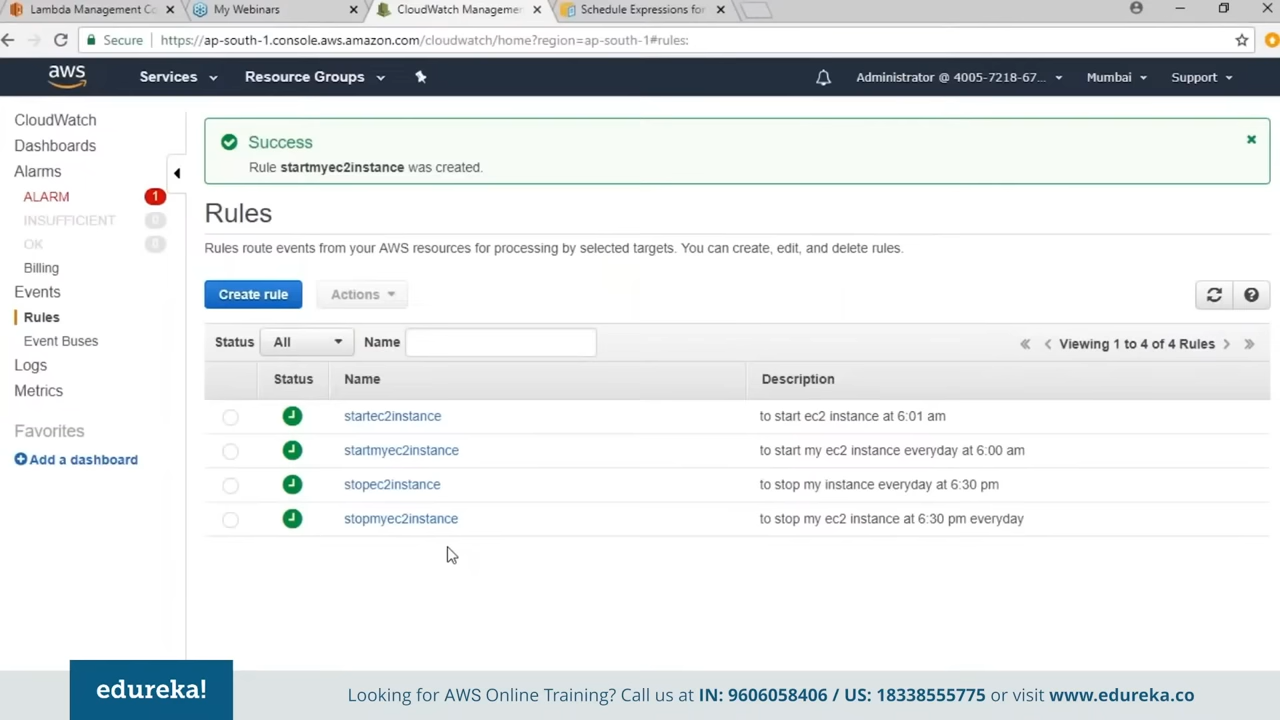 Lambda Management Co
My Webinars
CloudWatch Manageme
Schedule Expressions for
Secure
https://ap-south-1.console.aws.amazon.com/cloudwatch/home?region=ap-south-1#rules:
aws
Services
Resource Groups
Administrator @ 4005-7218-67...
Mumbai
Support
CloudWatch
Dashboards
Alarms
ALARM 1
INSUFFICIENT 0
OK 0
Billing
Events
Rules
Event Buses
Logs
Metrics
Favorites
Add a dashboard
Success
Rule startmyec2instance was created.
Rules
Rules route events from your AWS resources for processing by selected targets. You can create, edit, and delete rules.
Create rule
Actions
Status All Name
Viewing 1 to 4 of 4 Rules
Status Name Description
startec2instance to start ec2 instance at 6:01 am
startmyec2instance to start my ec2 instance everyday at 6:00 am
stopec2instance to stop my instance everyday at 6:30 pm
stopmyec2instance to stop my ec2 instance at 6:30 pm everyday
edureka!
Looking for AWS Online Training? Call us at IN: 9606058406 / US: 18338555775 or visit www.edureka.co